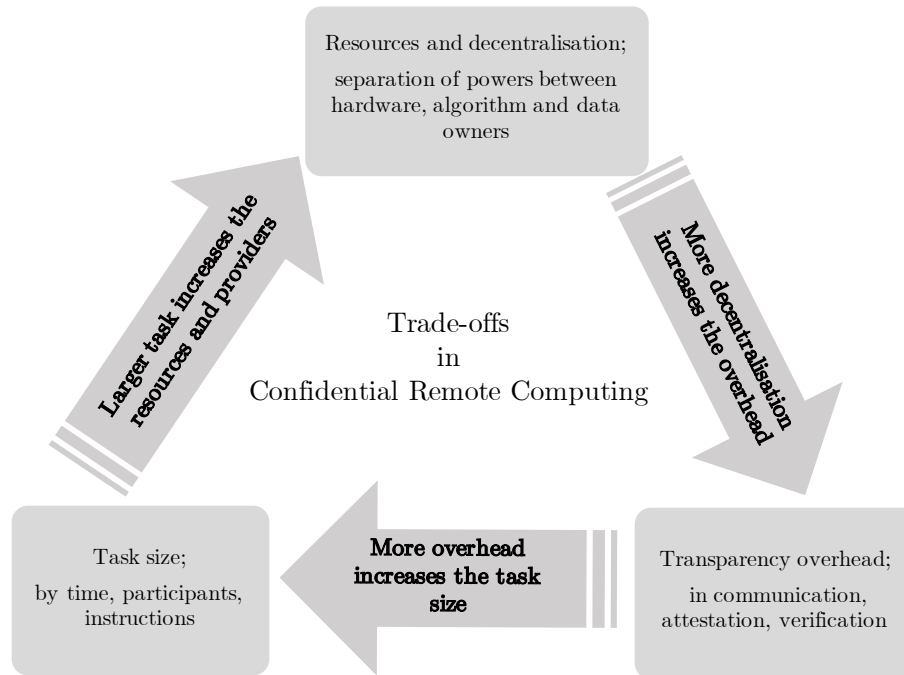 Resources and decentralisation;
separation of powers between
hardware, algorithm and data
owners
Larger task increases the
resources and providers
More decentralisation
increases the overhead
Trade-offs
in
Confidential Remote Computing
Task size;
by time, participants,
instructions
More overhead
increases the task
size
Transparency overhead;
in communication,
attestation, verification